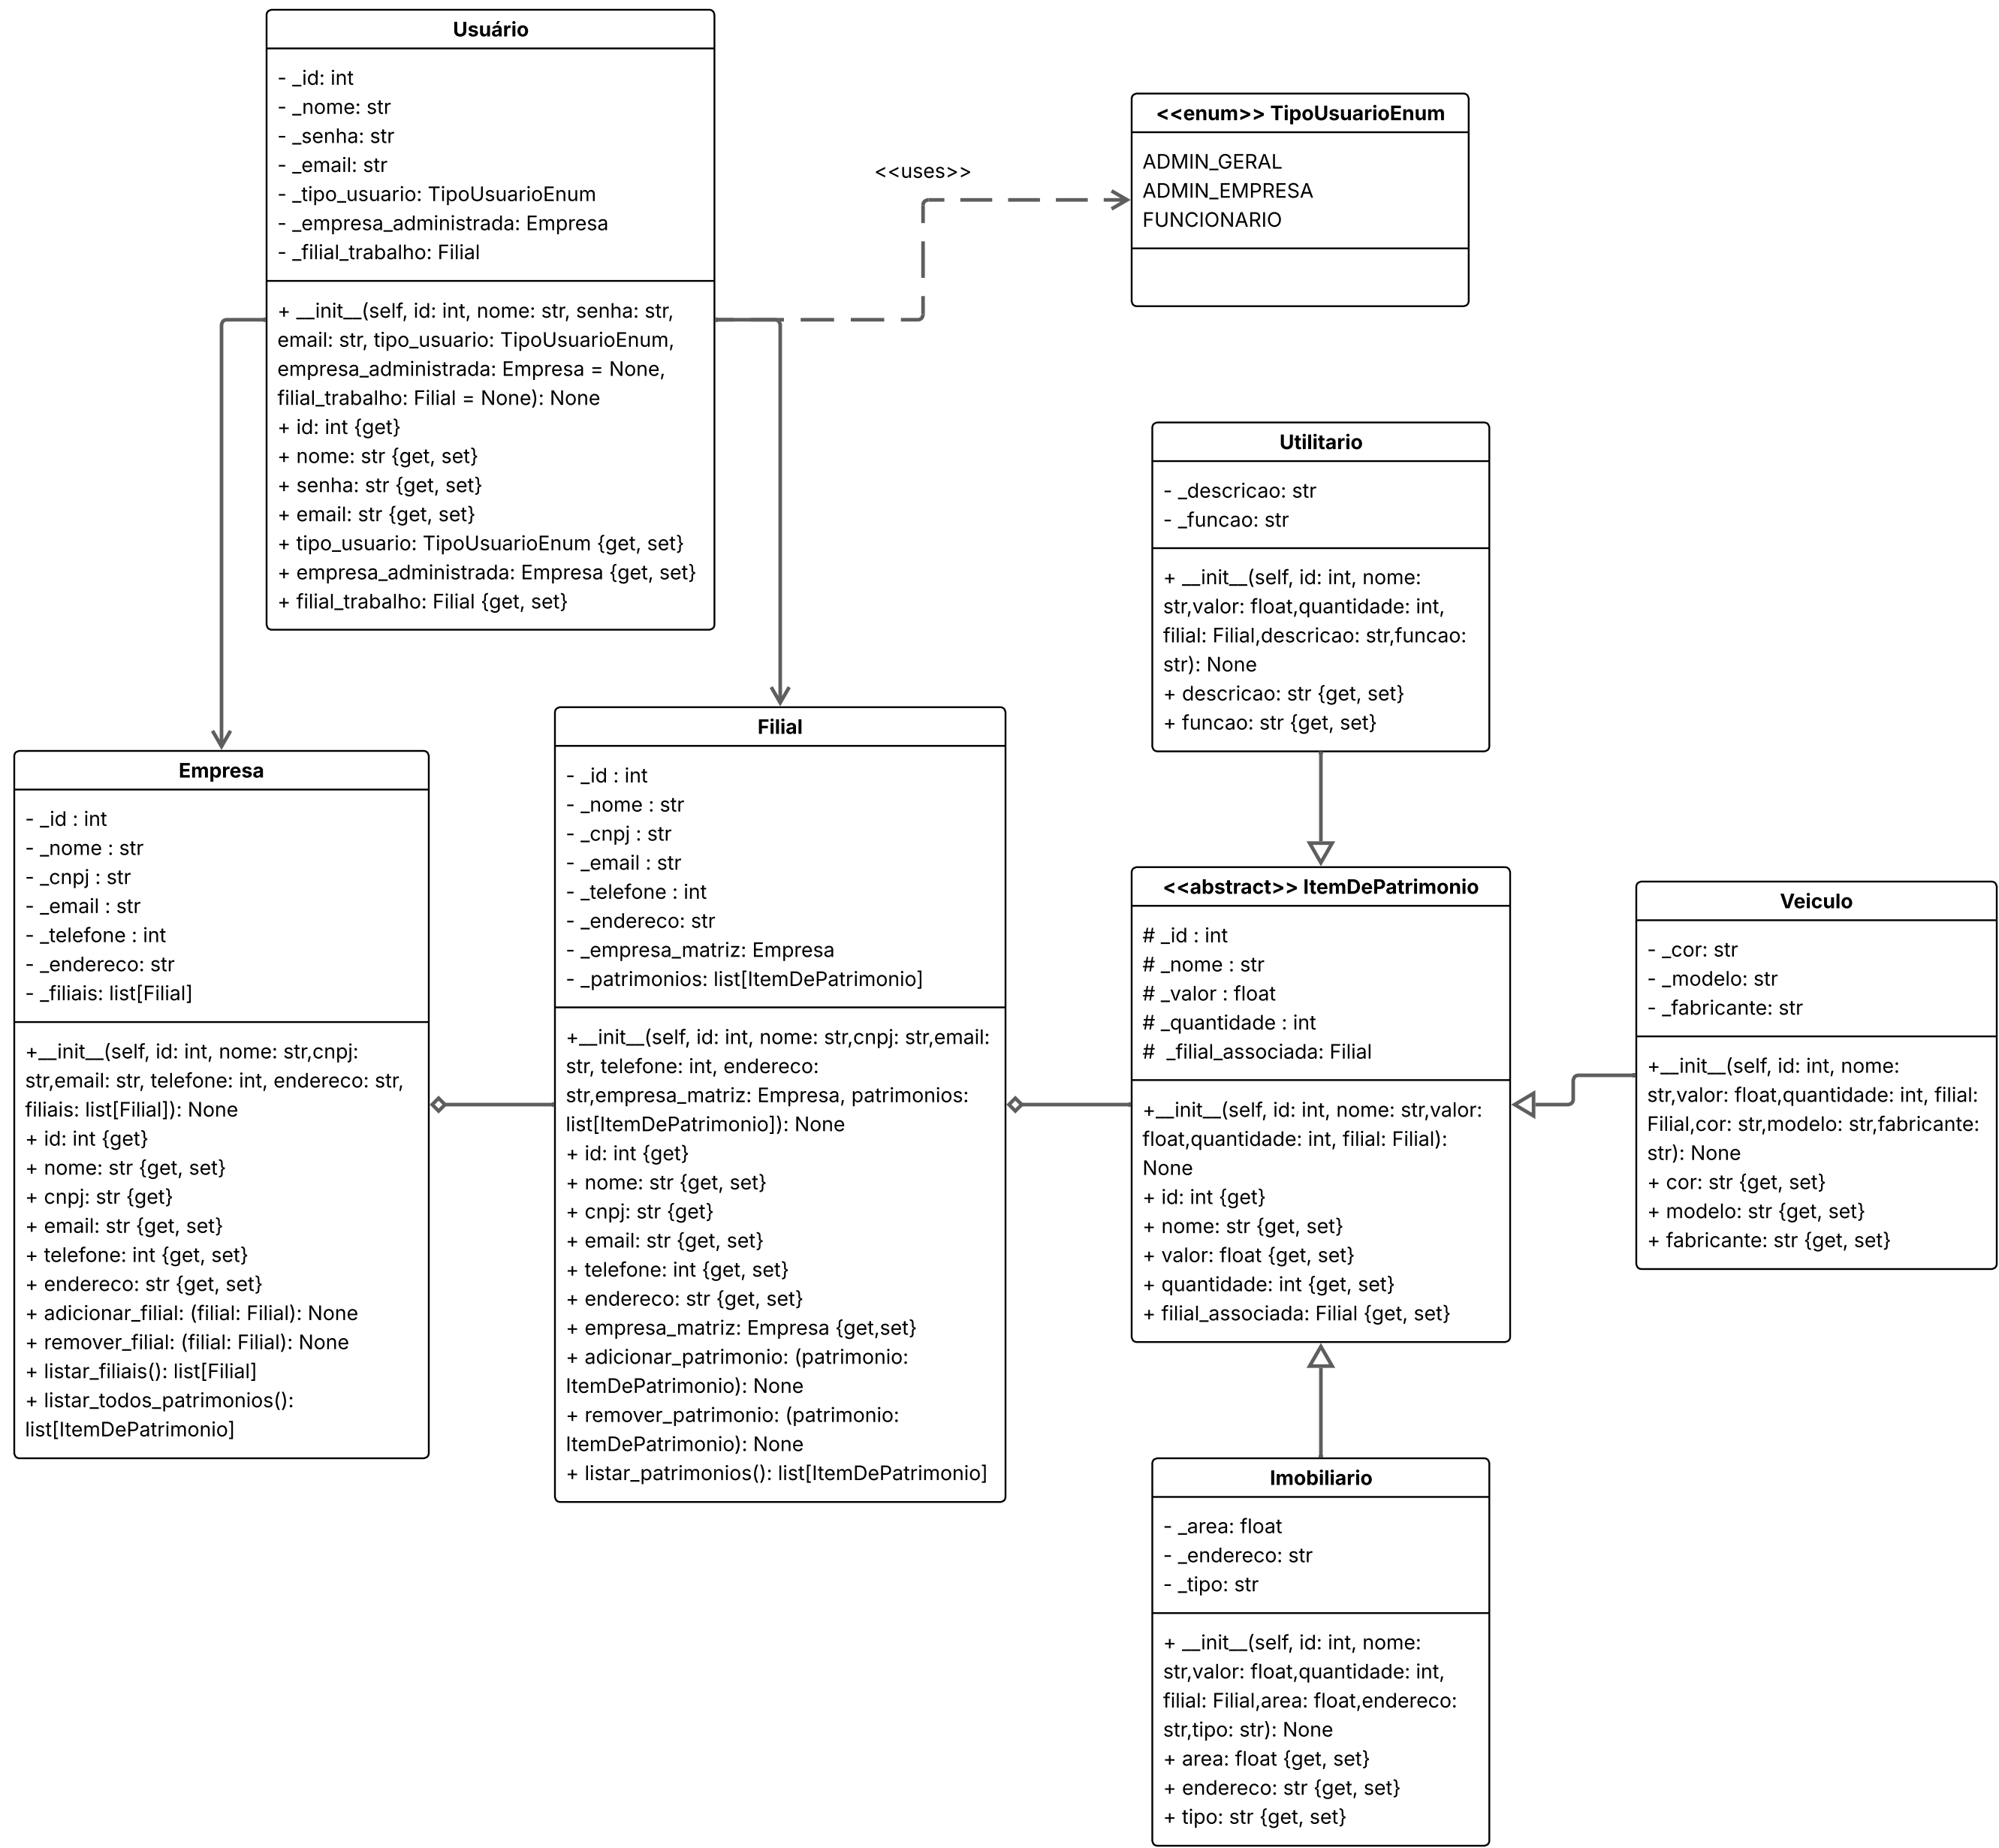 Usuário
- _id: int
- _nome: str
- _senha: str
- _email: str
- _tipo_usuario: TipoUsuarioEnum
- _empresa_administrada: Empresa
- _filial_trabalho: Filial
+ __init__(self, id: int, nome: str, senha: str,
email: str, tipo_usuario: TipoUsuarioEnum,
empresa_administrada: Empresa = None,
filial_trabalho: Filial = None): None
+ id: int {get}
+ nome: str {get, set}
+ senha: str {get, set}
+ email: str {get, set}
+ tipo_usuario: TipoUsuarioEnum {get, set}
+ empresa_administrada: Empresa {get, set}
+ filial_trabalho: Filial {get, set}
<<uses>>
<<enum>> TipoUsuarioEnum
ADMIN_GERAL
ADMIN_EMPRESA
FUNCIONARIO
Utilitario
- _descricao: str
- _funcao: str
+ __init__(self, id: int, nome:
str,valor: float,quantidade: int,
filial: Filial,descricao: str,funcao:
str): None
+ descricao: str {get, set}
+ funcao: str {get, set}
Empresa
- _id : int
- _nome : str
- _cnpj : str
- _email : str
- _telefone : int
- _endereco: str
- _filiais: list[Filial]
+__init__(self, id: int, nome: str,cnpj:
str,email: str, telefone: int, endereco: str,
filiais: list[Filial]): None
+ id: int {get}
+ nome: str {get, set}
+ cnpj: str {get}
+ email: str {get, set}
+ telefone: int {get, set}
+ endereco: str {get, set}
+ adicionar_filial: (filial: Filial): None
+ remover_filial: (filial: Filial): None
+ listar_filiais(): list[Filial]
+ listar_todos_patrimonios():
list[ItemDePatrimonio]
Filial
- _id : int
- _nome : str
- _cnpj : str
- _email : str
- _telefone : int
- _endereco: str
- _empresa_matriz: Empresa
- _patrimonios: list[ItemDePatrimonio]
+__init__(self, id: int, nome: str,cnpj: str,email:
str, telefone: int, endereco:
str,empresa_matriz: Empresa, patrimonios:
list[ItemDePatrimonio]): None
+ id: int {get}
+ nome: str {get, set}
+ cnpj: str {get}
+ email: str {get, set}
+ telefone: int {get, set}
+ endereco: str {get, set}
+ empresa_matriz: Empresa {get,set}
+ adicionar_patrimonio: (patrimonio:
ItemDePatrimonio): None
+ remover_patrimonio: (patrimonio:
ItemDePatrimonio): None
+ listar_patrimonios(): list[ItemDePatrimonio]
<<abstract>> ItemDePatrimonio
# _id : int
# _nome : str
# _valor : float
# _quantidade : int
#  _filial_associada: Filial
+__init__(self, id: int, nome: str,valor:
float,quantidade: int, filial: Filial):
None
+ id: int {get}
+ nome: str {get, set}
+ valor: float {get, set}
+ quantidade: int {get, set}
+ filial_associada: Filial {get, set}
Veiculo
- _cor: str
- _modelo: str
- _fabricante: str
+__init__(self, id: int, nome:
str,valor: float,quantidade: int, filial:
Filial,cor: str,modelo: str,fabricante:
str): None
+ cor: str {get, set}
+ modelo: str {get, set}
+ fabricante: str {get, set}
Imobiliario
- _area: float
- _endereco: str
- _tipo: str
+ __init__(self, id: int, nome:
str,valor: float,quantidade: int,
filial: Filial,area: float,endereco:
str,tipo: str): None
+ area: float {get, set}
+ endereco: str {get, set}
+ tipo: str {get, set}